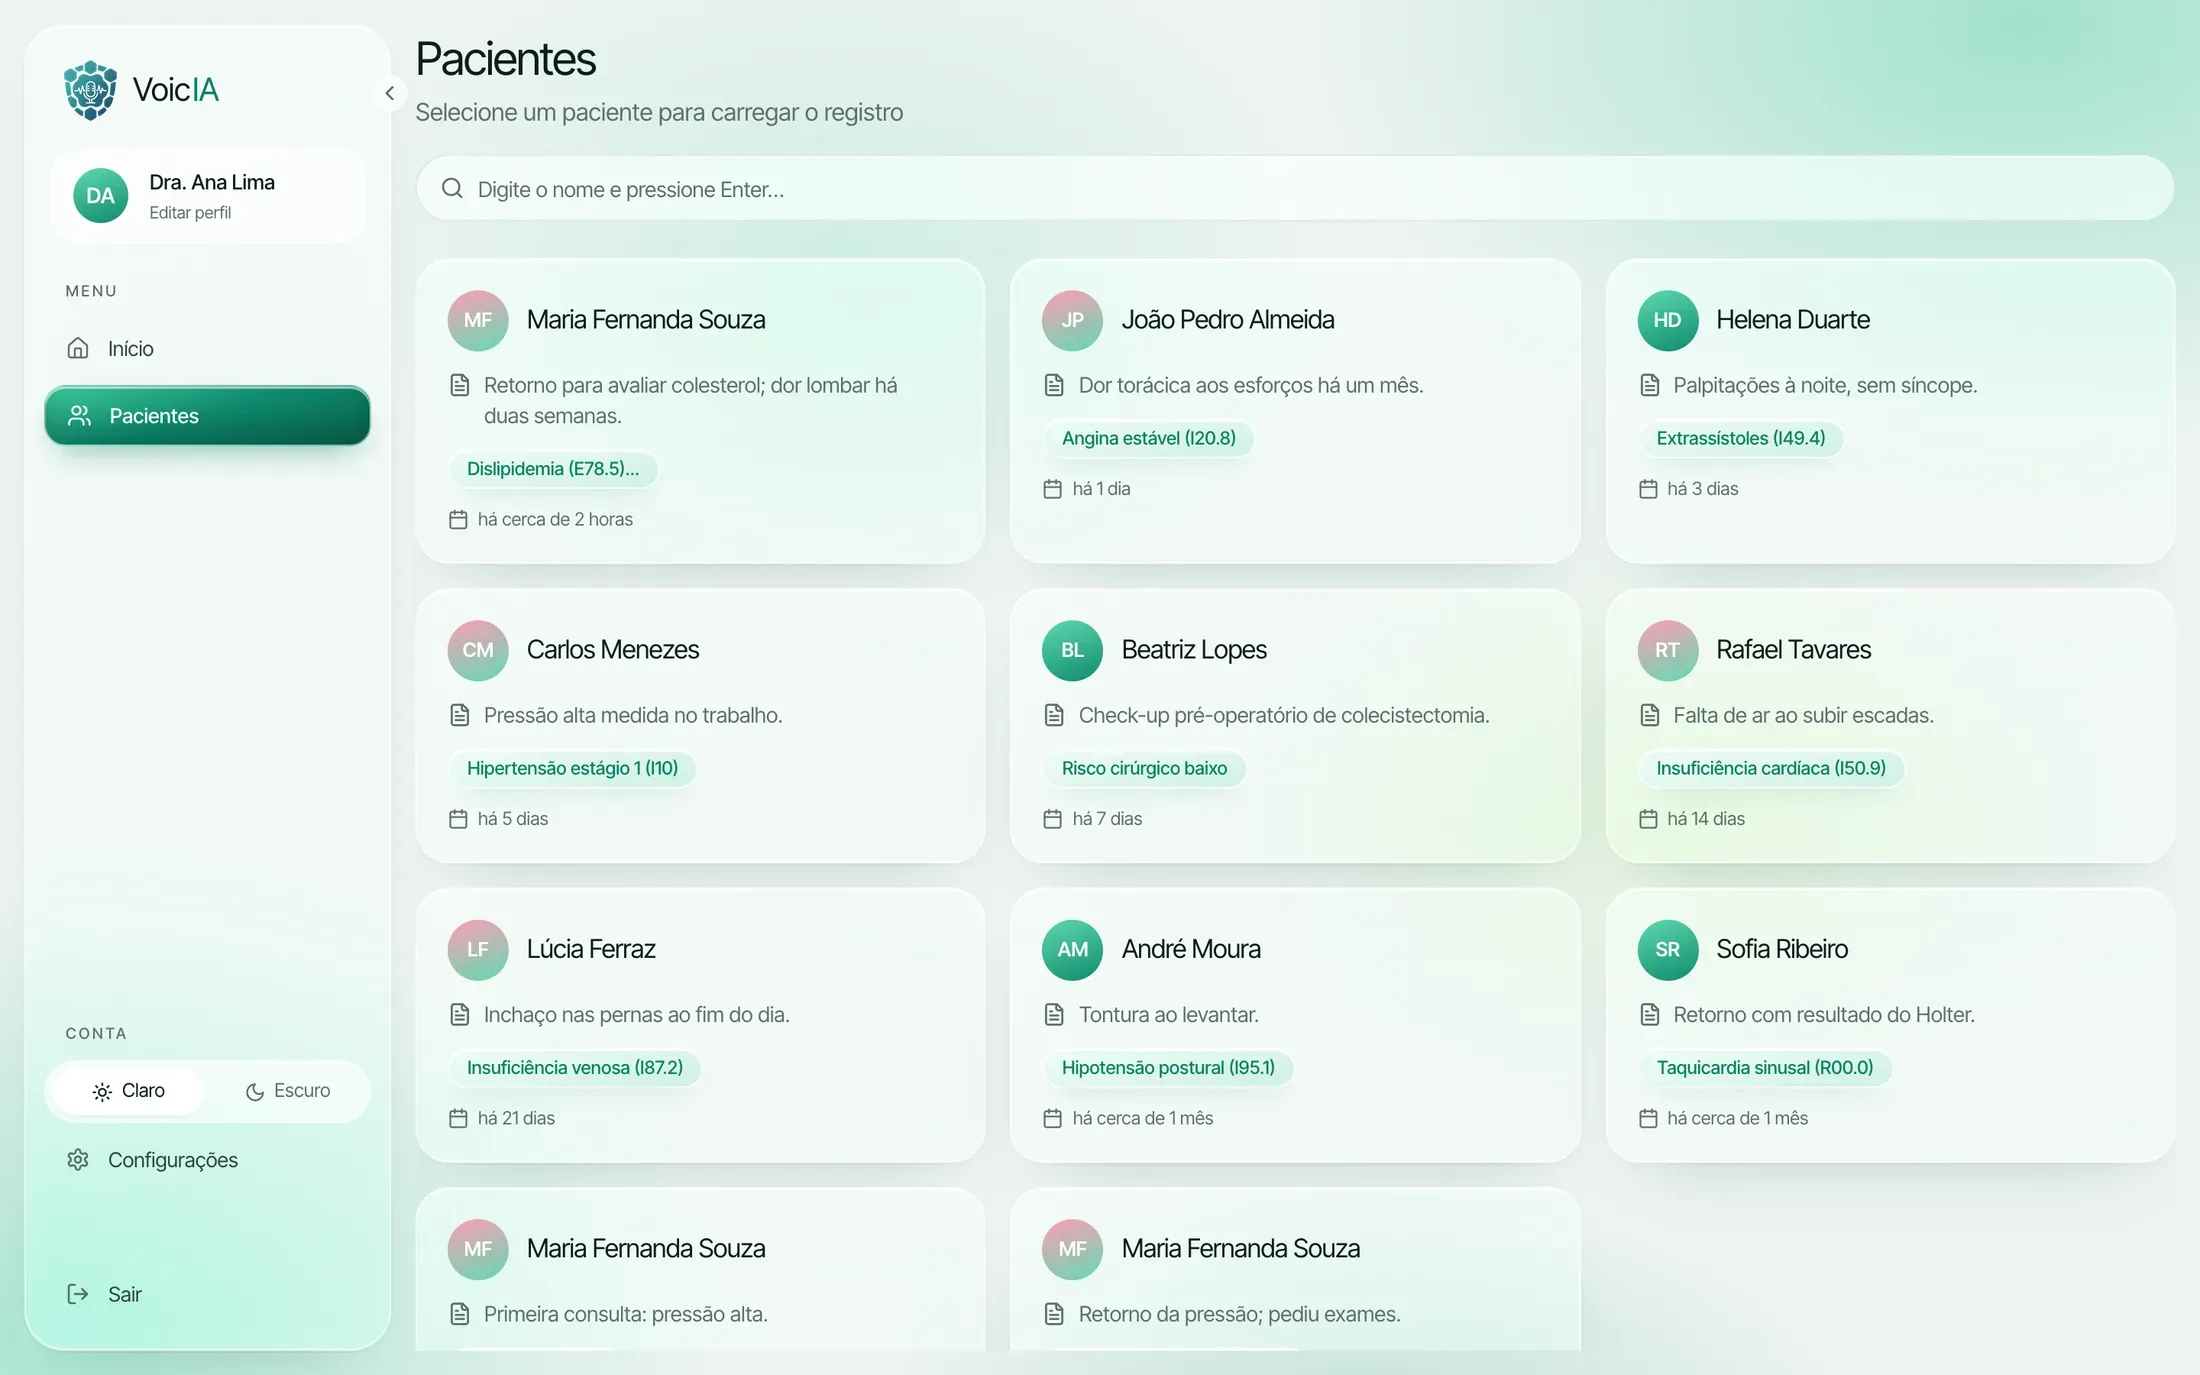 VoicIA
DA
Dra. Ana Lima
Editar perfil
MENU
Início
Pacientes
CONTA
Claro
Escuro
Configurações
Sair
Pacientes
Selecione um paciente para carregar o registro
Digite o nome e pressione Enter...
MF
Maria Fernanda Souza
Retorno para avaliar colesterol; dor lombar há
duas semanas.
Dislipidemia (E78.5)...
há cerca de 2 horas
JP
João Pedro Almeida
Dor torácica aos esforços há um mês.
Angina estável (I20.8)
há 1 dia
HD
Helena Duarte
Palpitações à noite, sem síncope.
Extrassístoles (I49.4)
há 3 dias
CM
Carlos Menezes
Pressão alta medida no trabalho.
Hipertensão estágio 1 (I10)
há 5 dias
BL
Beatriz Lopes
Check-up pré-operatório de colecistectomia.
Risco cirúrgico baixo
há 7 dias
RT
Rafael Tavares
Falta de ar ao subir escadas.
Insuficiência cardíaca (I50.9)
há 14 dias
LF
Lúcia Ferraz
Inchaço nas pernas ao fim do dia.
Insuficiência venosa (I87.2)
há 21 dias
AM
André Moura
Tontura ao levantar.
Hipotensão postural (I95.1)
há cerca de 1 mês
SR
Sofia Ribeiro
Retorno com resultado do Holter.
Taquicardia sinusal (R00.0)
há cerca de 1 mês
MF
Maria Fernanda Souza
Primeira consulta: pressão alta.
MF
Maria Fernanda Souza
Retorno da pressão; pediu exames.